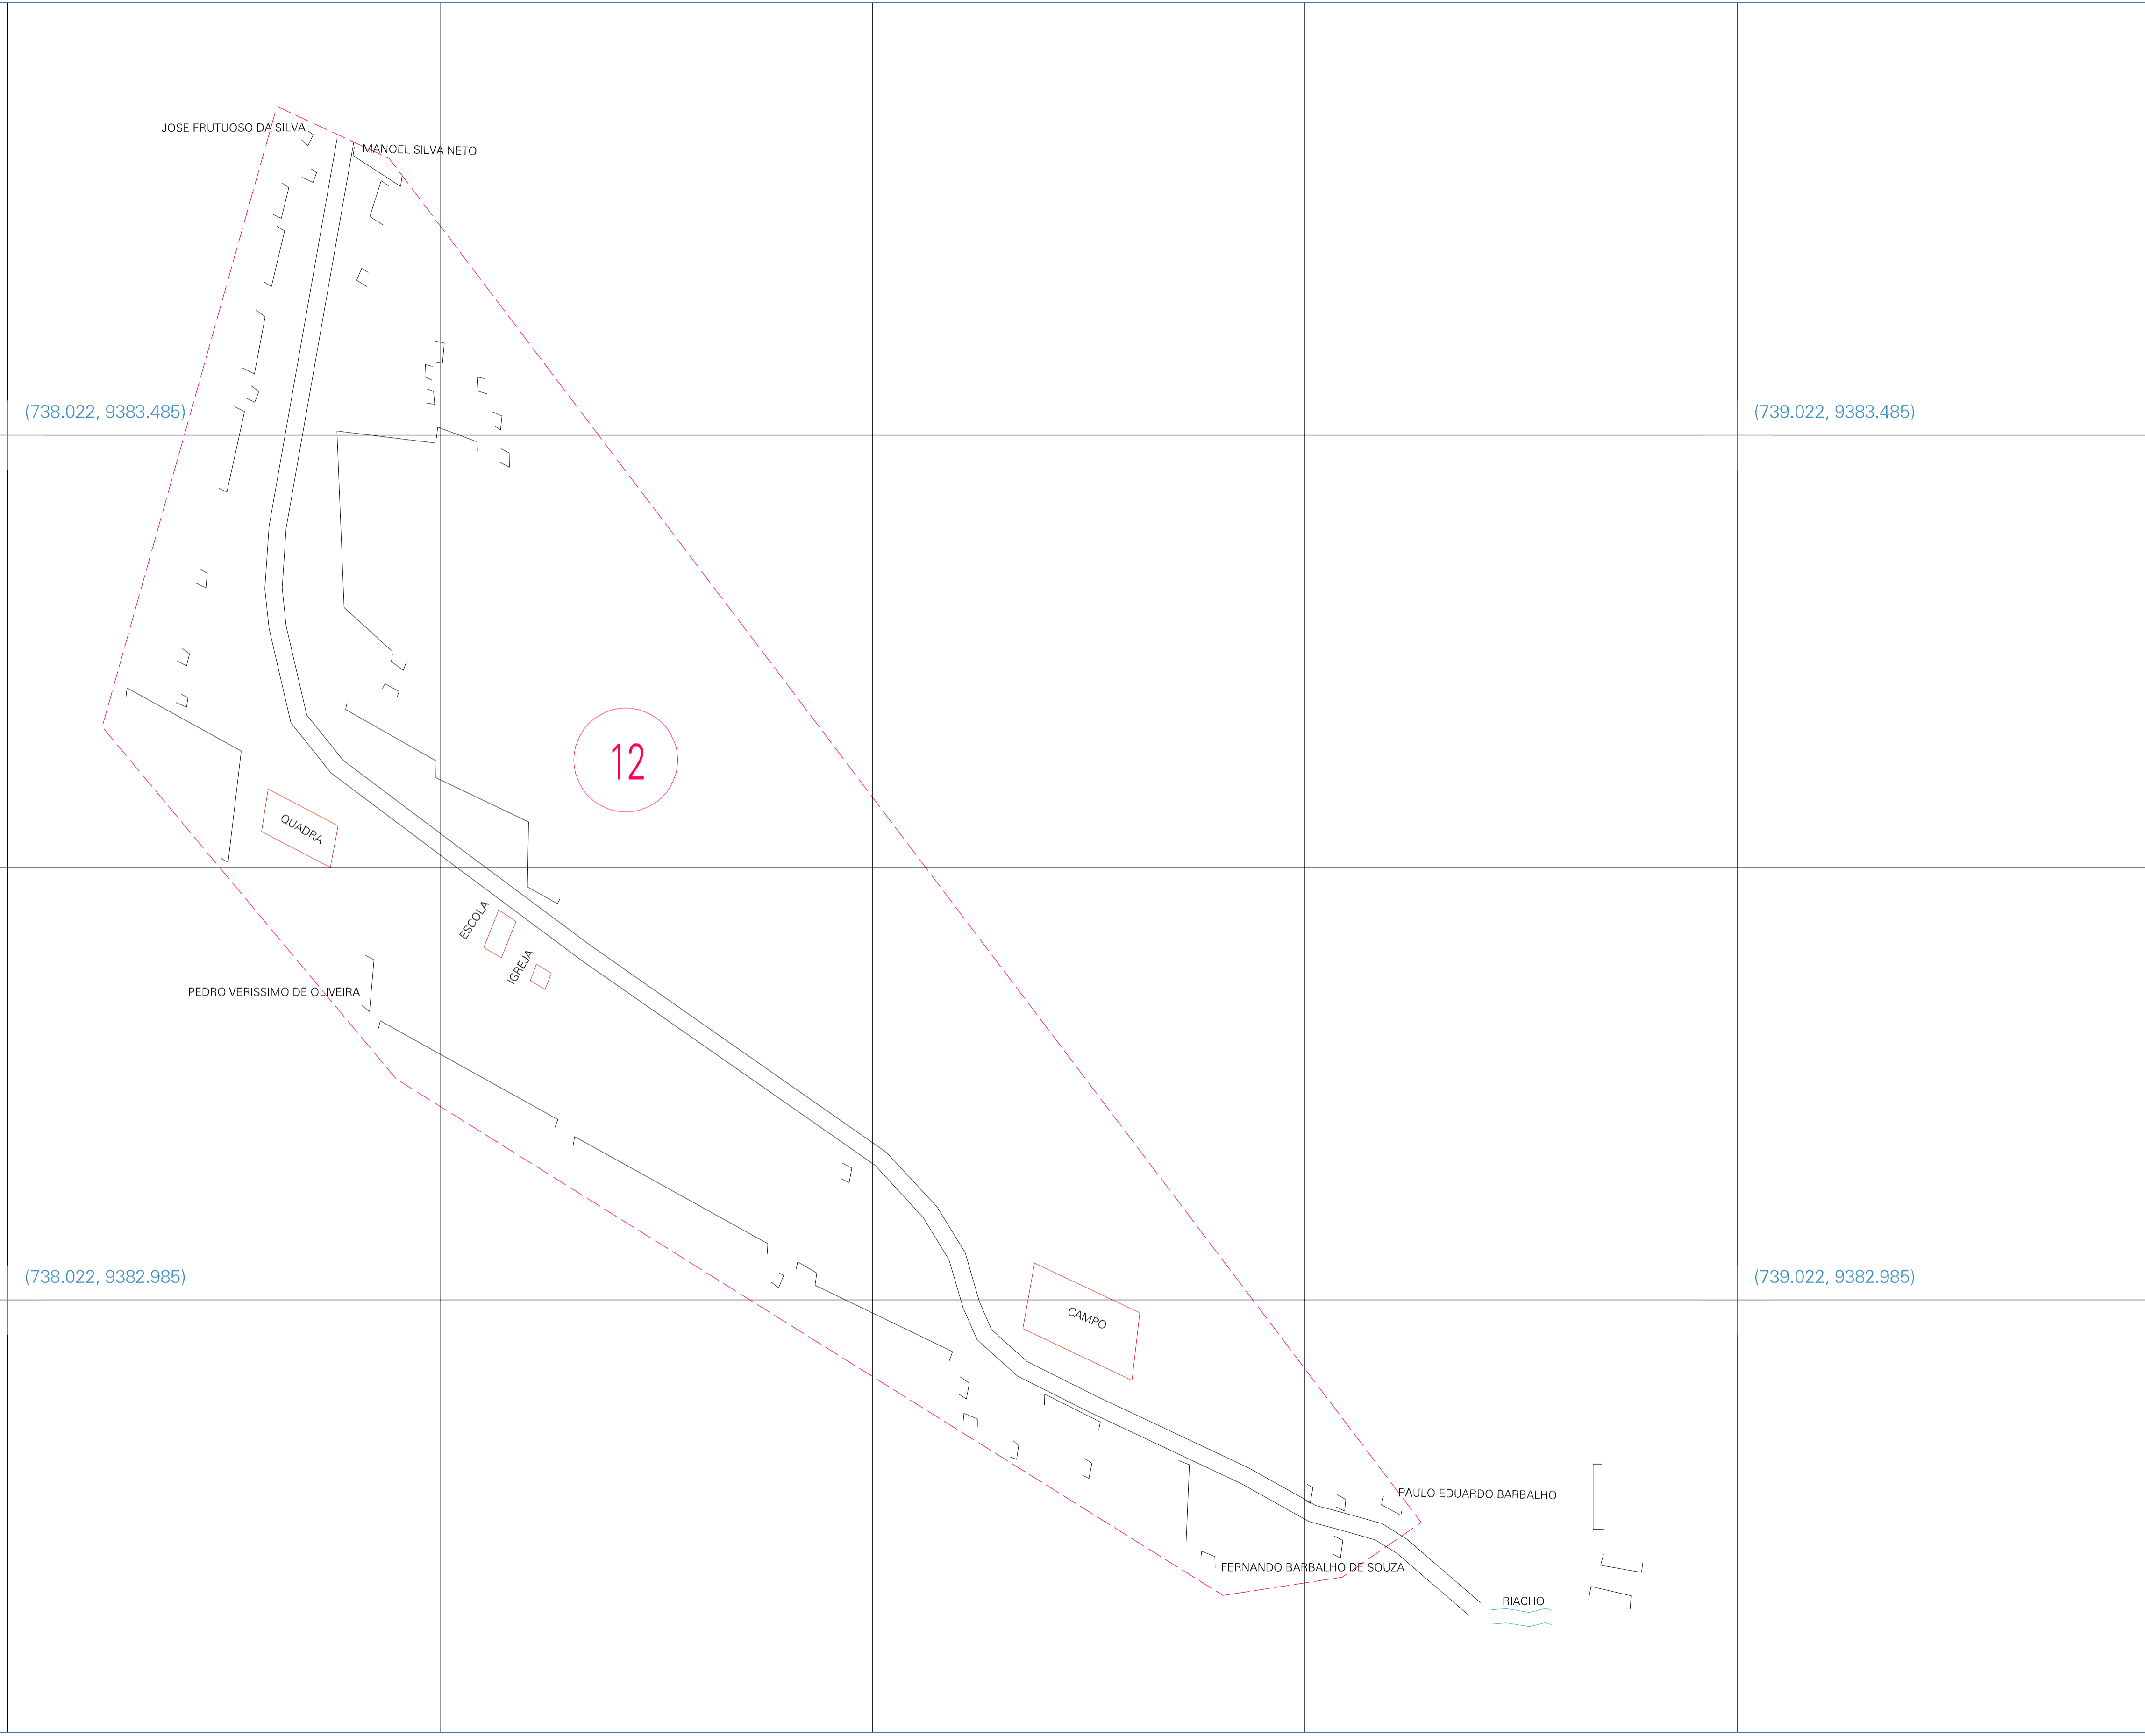 JOSE FRUTUOSO DA SILVA
MANOEL SILVA NETO
(738.022, 9383.485)
(739.022, 9383.485)
12
QUADRA
ESCOLA
IGREJA
PEDRO VERISSIMO DE OLIVEIRA
(738.022, 9382.985)
(739.022, 9382.985)
CAMPO
PAULO EDUARDO BARBALHO
FERNANDO BARBALHO DE SOUZA
RIACHO